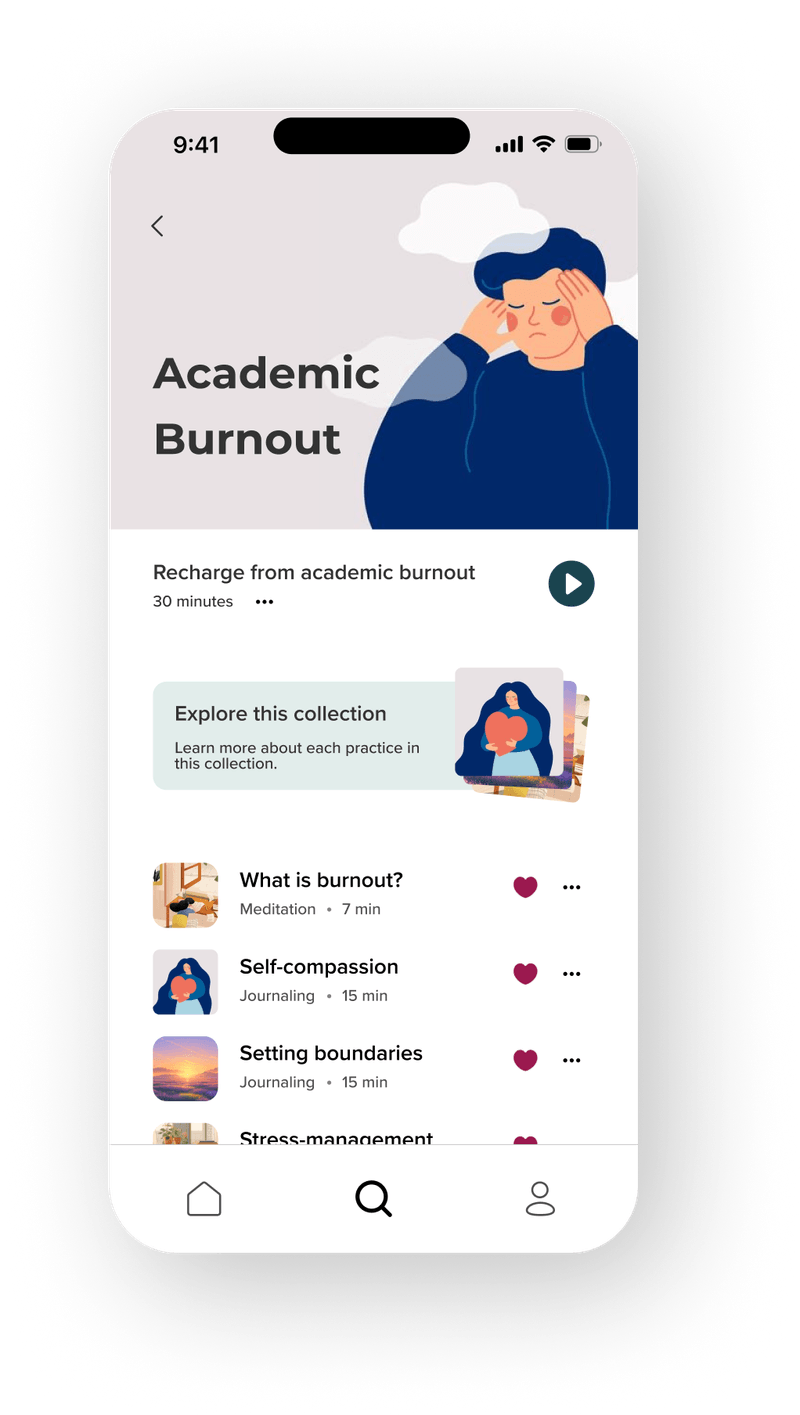 9:41
Academic
Burnout
Recharge from academic burnout
30 minutes
Explore this collection
Learn more about each practice in
this collection.
What is burnout?
Meditation • 7 min
Self-compassion
Journaling • 15 min
Setting boundaries
Journaling • 15 min
Stress-management